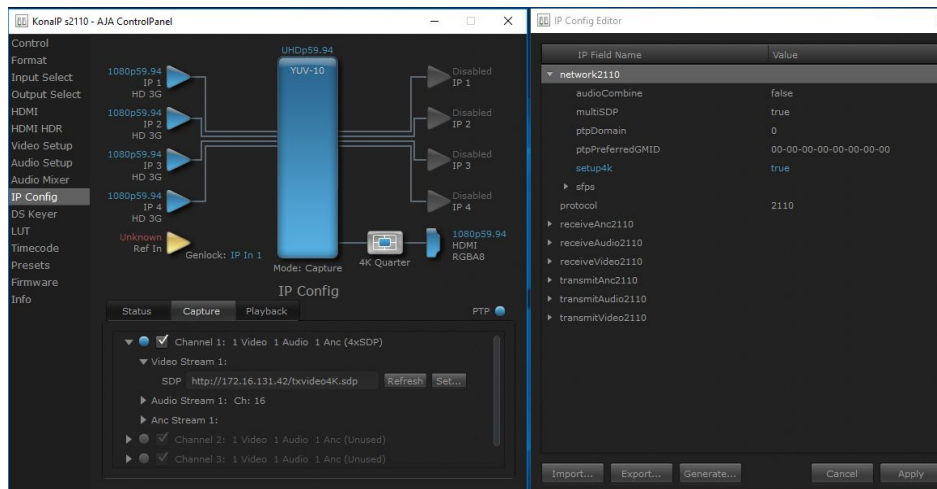 KonaIP s2110 - AJA ControlPanel
Control
Format
Input Select
Output Select
HDMI
HDMI HDR
Video Setup
Audio Setup
Audio Mixer
IP Config
DS Keyer
LUT
Timecode
Presets
Firmware
Info
UHDp59.94
YUV-10
1080p59.94
IP 1
HD 3G
1080p59.94
IP 2
HD 3G
1080p59.94
IP 3
HD 3G
1080p59.94
IP 4
HD 3G
Unknown
Ref In
Genlock: IP In 1
Mode: Capture
Disabled
IP 1
Disabled
IP 2
Disabled
IP 3
Disabled
IP 4
4K Quarter
1080p59.94
HDMI
RGBA8
IP Config
Status Capture Playback PTP
Channel 1: 1 Video 1 Audio 1 Anc (4xSDP)
Video Stream 1:
SDP http://172.16.131.42/txvideo4K.sdp Refresh Set...
Audio Stream 1: Ch: 16
Anc Stream 1:
Channel 2: 1 Video 1 Audio 1 Anc (Unused)
Channel 3: 1 Video 1 Audio 1 Anc (Unused)
IP Config Editor
IP Field Name Value
network2110
audioCombine false
multiSDP true
ptpDomain 0
ptpPreferredGMID 00-00-00-00-00-00-00-00
setup4k true
sfps
protocol 2110
receiveAnc2110
receiveAudio2110
receiveVideo2110
transmitAnc2110
transmitAudio2110
transmitVideo2110
Import... Export... Generate... Cancel Apply